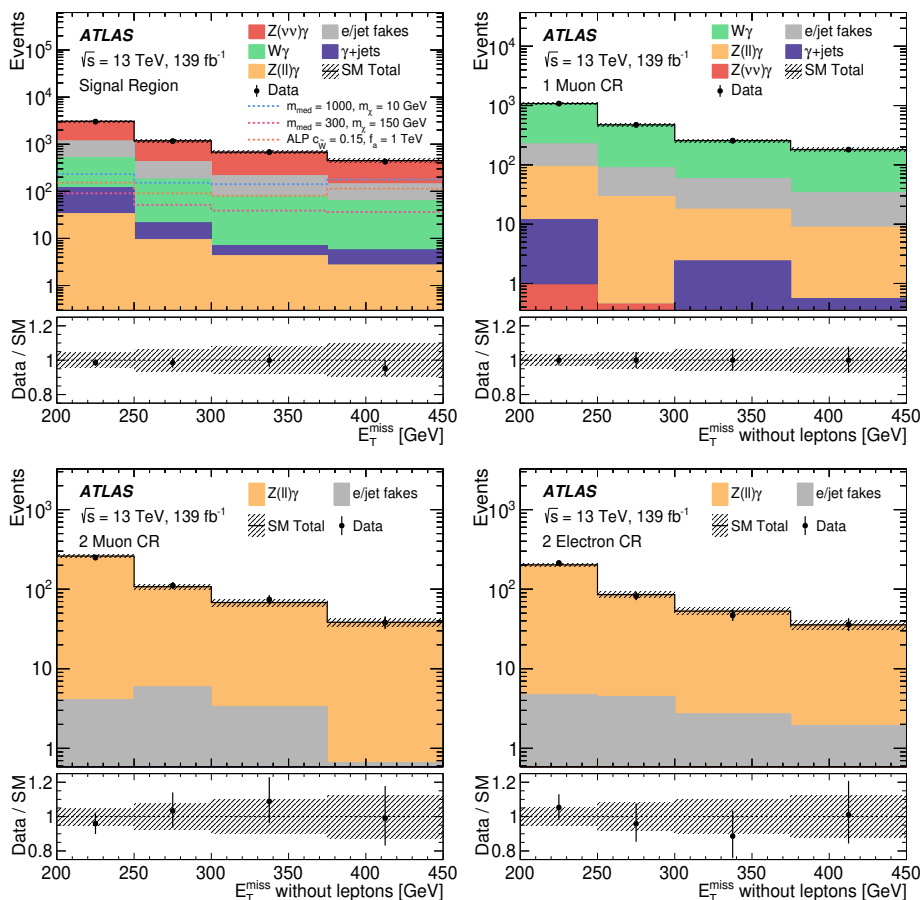 Events
10⁵
10⁴
10³
10²
10
1
ATLAS
√s = 13 TeV, 139 fb⁻¹
Signal Region
Z(νν)γ
e/jet fakes
Wγ
γ+jets
Z(ll)γ
SM Total
Data
m_med = 1000, m_χ = 10 GeV
m_med = 300, m_χ = 150 GeV
ALP c_W̃ = 0.15, f_a = 1 TeV
Data / SM
1.2
1
0.8
200 250 300 350 400 450
E_T^miss [GeV]
Events
10⁴
10³
10²
10
1
ATLAS
√s = 13 TeV, 139 fb⁻¹
1 Muon CR
Wγ
e/jet fakes
Z(ll)γ
γ+jets
Z(νν)γ
SM Total
Data
Data / SM
1.2
1
0.8
200 250 300 350 400 450
E_T^miss without leptons [GeV]
Events
10³
10²
10
1
ATLAS
√s = 13 TeV, 139 fb⁻¹
2 Muon CR
Z(ll)γ
e/jet fakes
SM Total
Data
Data / SM
1.2
1
0.8
200 250 300 350 400 450
E_T^miss without leptons [GeV]
Events
10³
10²
10
1
ATLAS
√s = 13 TeV, 139 fb⁻¹
2 Electron CR
Z(ll)γ
e/jet fakes
SM Total
Data
Data / SM
1.2
1
0.8
200 250 300 350 400 450
E_T^miss without leptons [GeV]